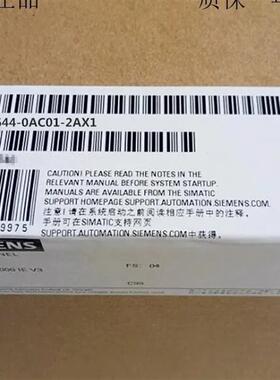 正品
质保
644-0AC01-2AX1
CAUTION! PLEASE READ THE NOTES IN THE
RELEVANT MANUAL BEFORE SYSTEM STARTUP.
MANUALS ARE AVAILABLE FROM THE SIMATIC
SUPPORT HOMEPAGE SUPPORT.AUTOMATION.SIEMENS.COM
注意!请在系统启动之前阅读相应手册中的注释。
手册可在SIMATIC支持网页
SUPPORT.AUTOMATION.SIEMENS.COM中获得.
9975
ENS
NEL
IE V3
FS: 04